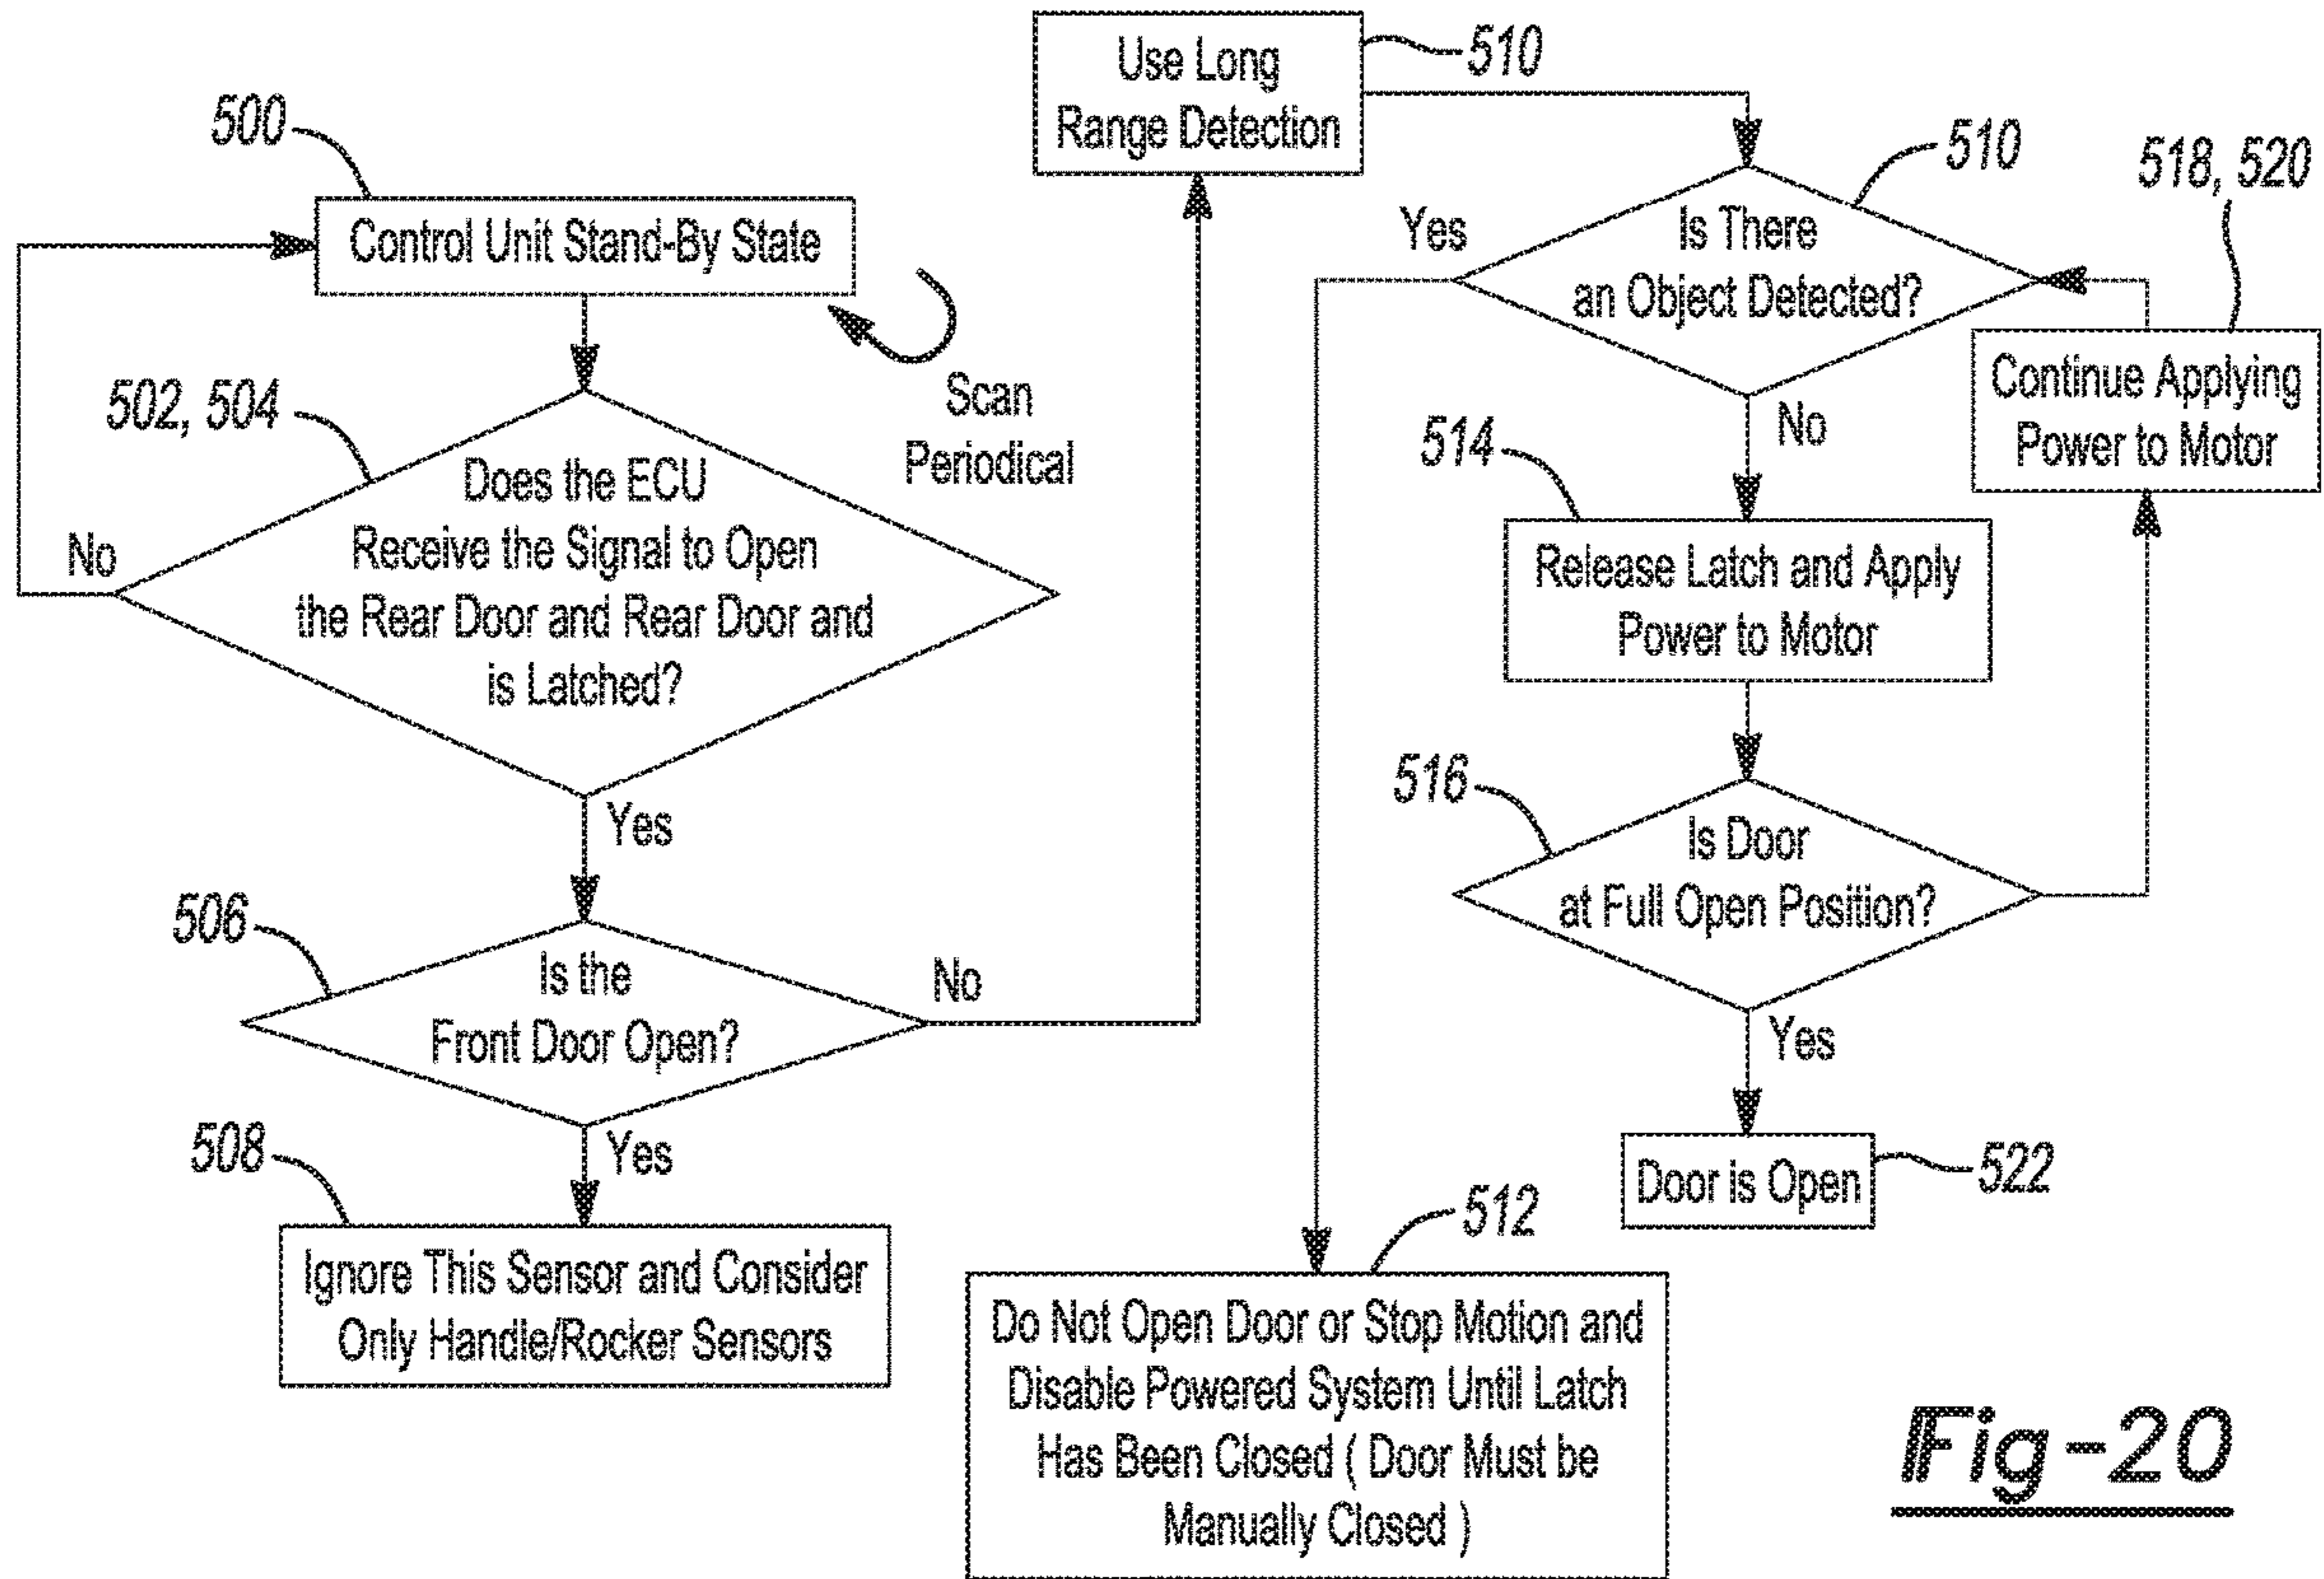 500
Control Unit Stand-By State
Scan
Periodical
502, 504
Does the ECU
Receive the Signal to Open
the Rear Door and Rear Door and
is Latched?
No
Yes
506
Is the
Front Door Open?
No
Yes
508
Ignore This Sensor and Consider
Only Handle/Rocker Sensors
Use Long
Range Detection
510
510
Is There
an Object Detected?
Yes
No
518, 520
Continue Applying
Power to Motor
514
Release Latch and Apply
Power to Motor
516
Is Door
at Full Open Position?
Yes
Door is Open
522
512
Do Not Open Door or Stop Motion and
Disable Powered System Until Latch
Has Been Closed ( Door Must be
Manually Closed )
Fig-20